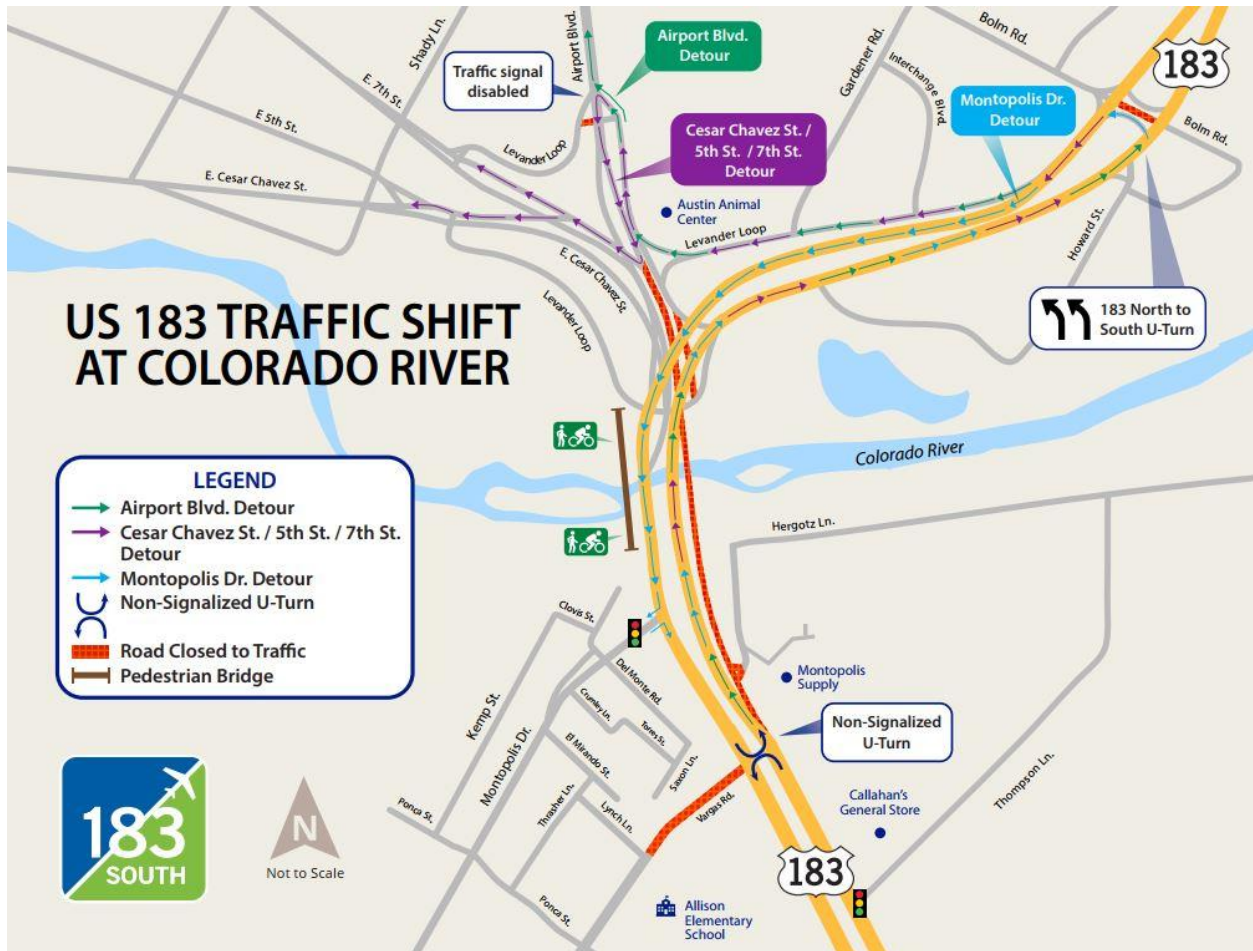 Airport Blvd.
Airport Blvd.
Detour
Traffic signal
disabled
Shady Ln.
E. 7th St.
E 5th St.
E. Cesar Chavez St.
Levander Loop
Cesar Chavez St. /
5th St. / 7th St.
Detour
Gardener Rd.
Interchange Blvd.
Bolm Rd.
183
Montopolis Dr.
Detour
Bolm Rd.
Austin Animal
Center
Levander Loop
Howard St.
E. Cesar Chavez St.
Levander Loop
183 North to
South U-Turn
US 183 TRAFFIC SHIFT
AT COLORADO RIVER
Colorado River
LEGEND
Airport Blvd. Detour
Cesar Chavez St. / 5th St. / 7th St.
Detour
Montopolis Dr. Detour
Non-Signalized U-Turn
Road Closed to Traffic
Pedestrian Bridge
Hergotz Ln.
Clovis St.
Del Monte Rd.
Kemp St.
Montopolis Dr.
Crumley Ln.
Torres St.
El Mirando St.
Saxon Ln.
Thrasher Ln.
Lynch Ln.
Vargas Rd.
Ponca St.
Ponca St.
Montopolis
Supply
Non-Signalized
U-Turn
Callahan's
General Store
Thompson Ln.
183
183
SOUTH
N
Not to Scale
Allison
Elementary
School